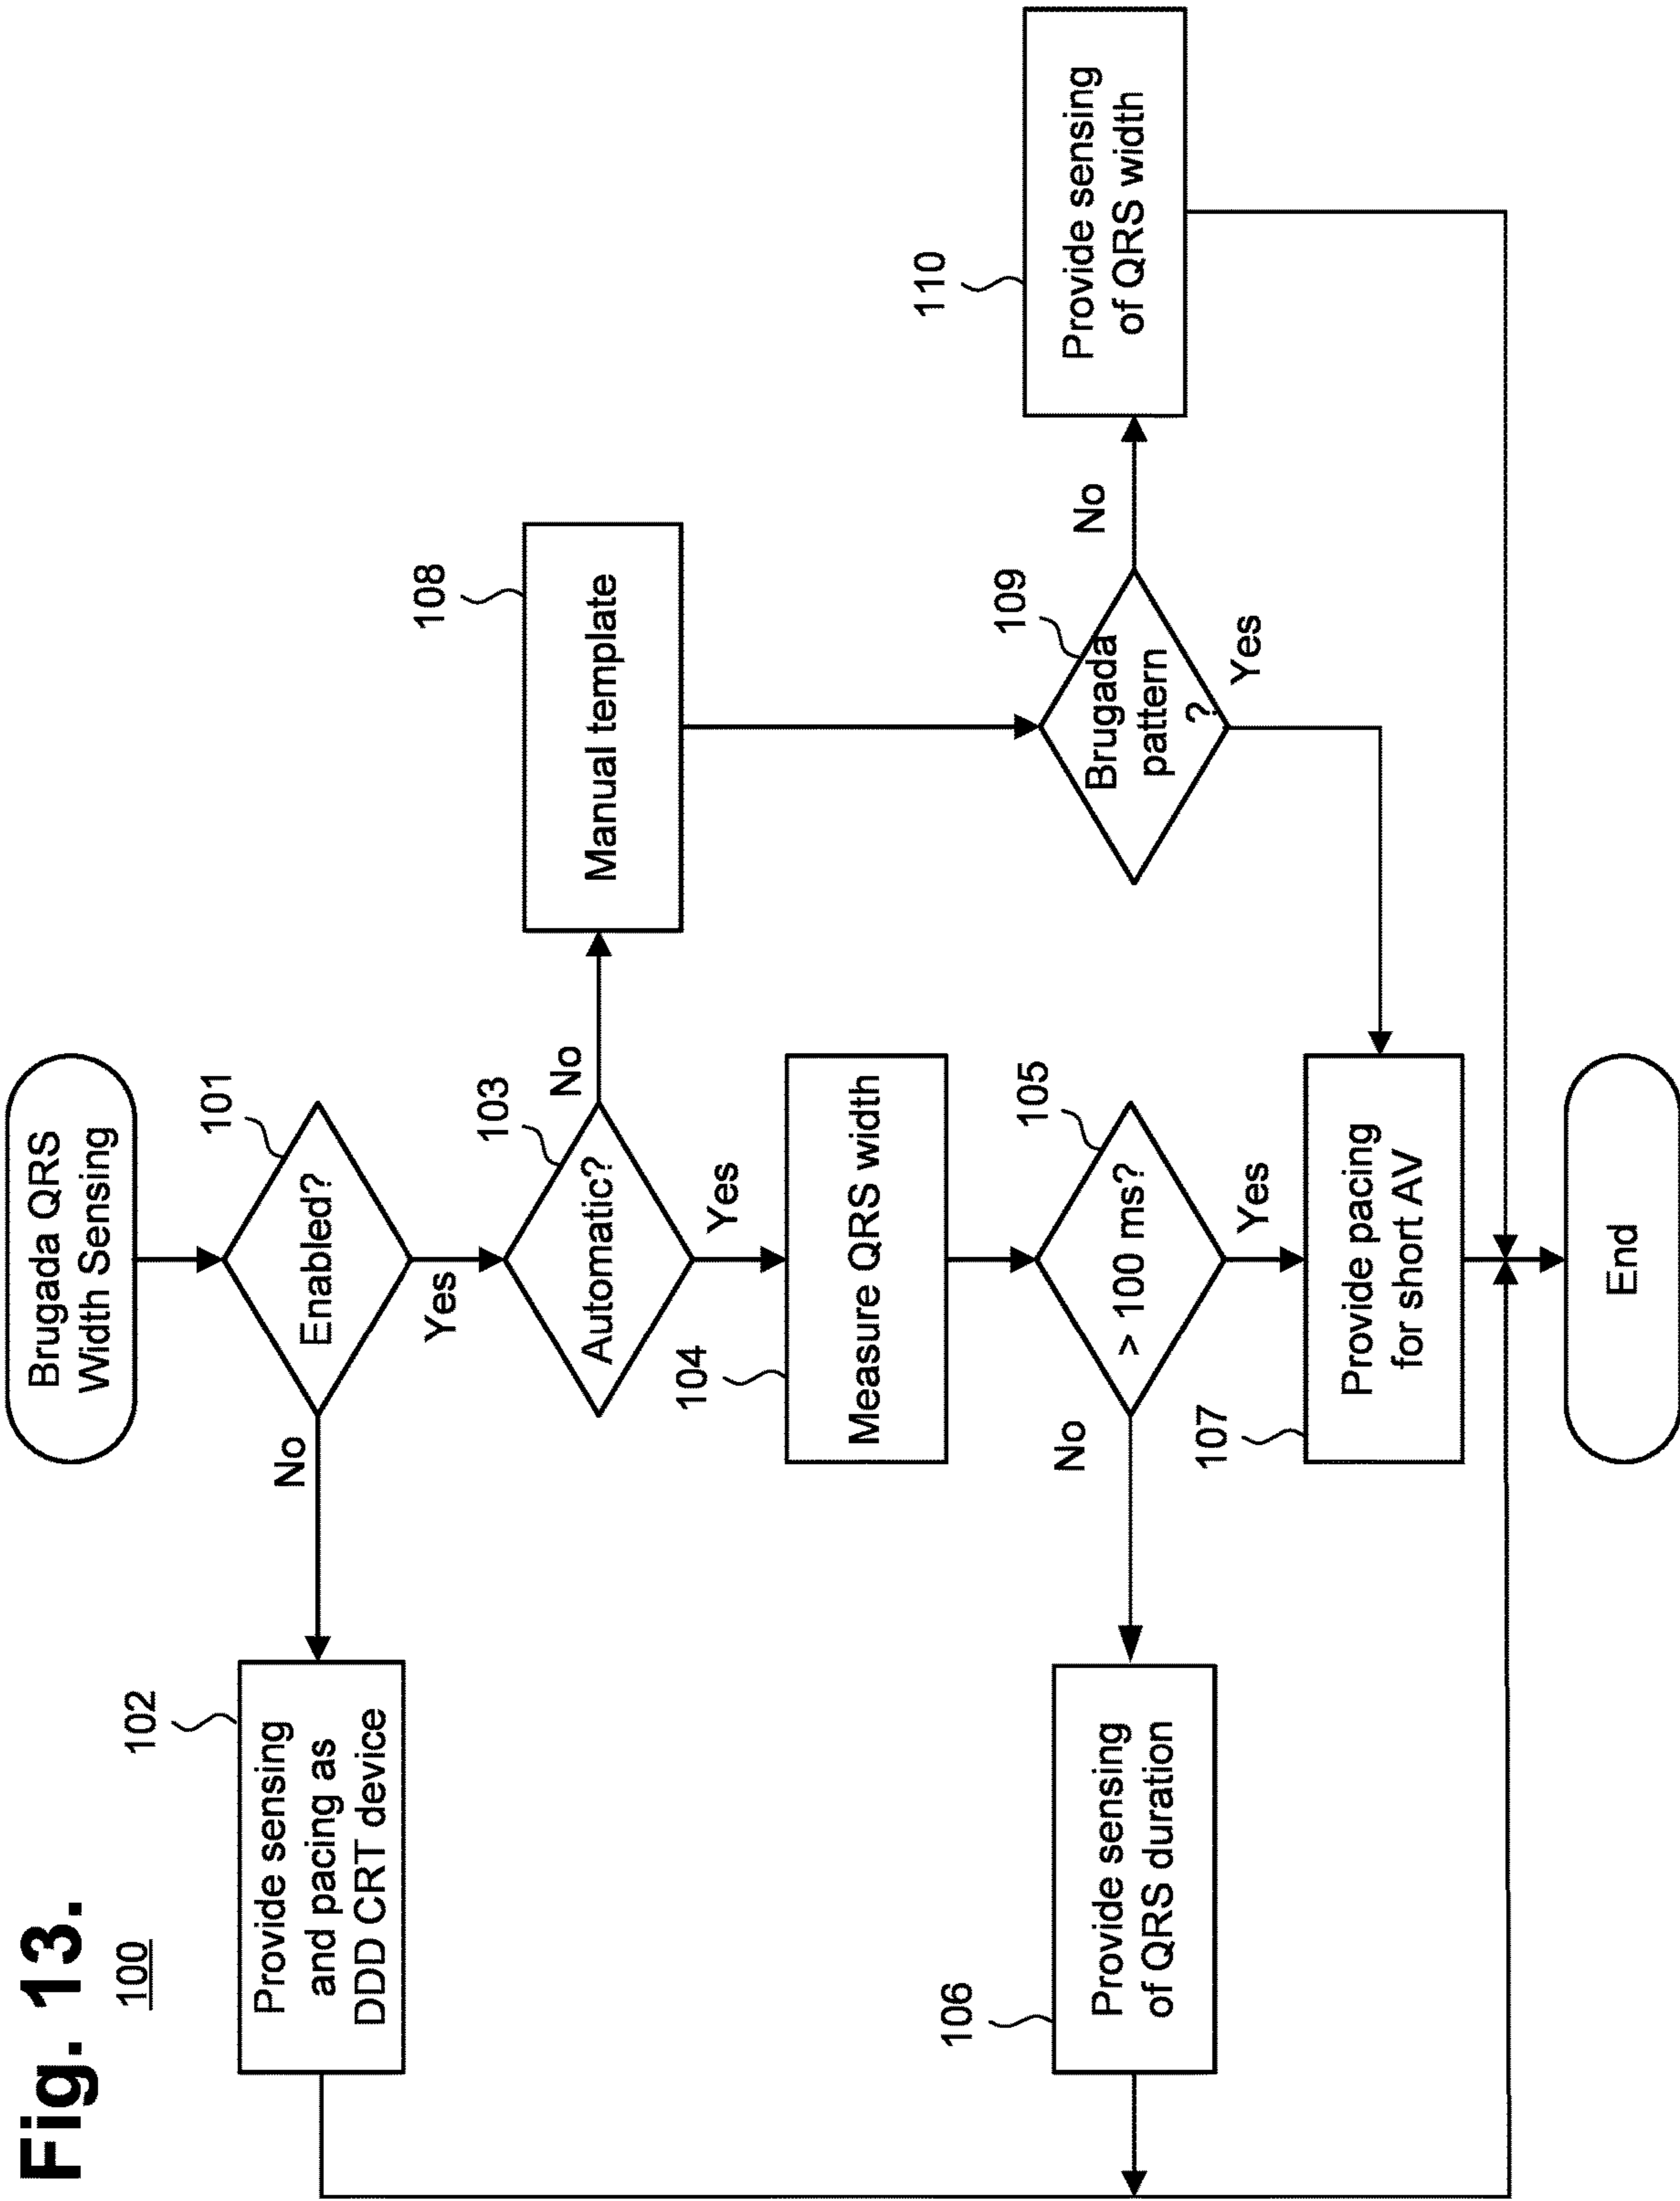 Fig. 13.
100
Brugada QRS
Width Sensing
101
Enabled?
No
Yes
102
Provide sensing
and pacing as
DDD CRT device
103
Automatic?
No
Yes
108
Manual template
104
Measure QRS width
109
Brugada
pattern
?
No
Yes
110
Provide sensing
of QRS width
105
> 100 ms?
No
Yes
106
Provide sensing
of QRS duration
107
Provide pacing
for short AV
End